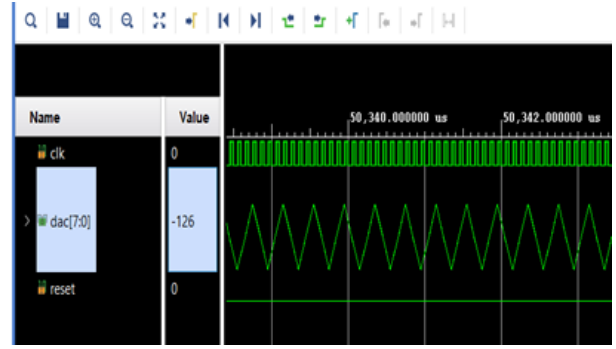 Name Value
50,340.000000 us 50,342.000000 us
clk 0
dac[7:0] -126
reset 0